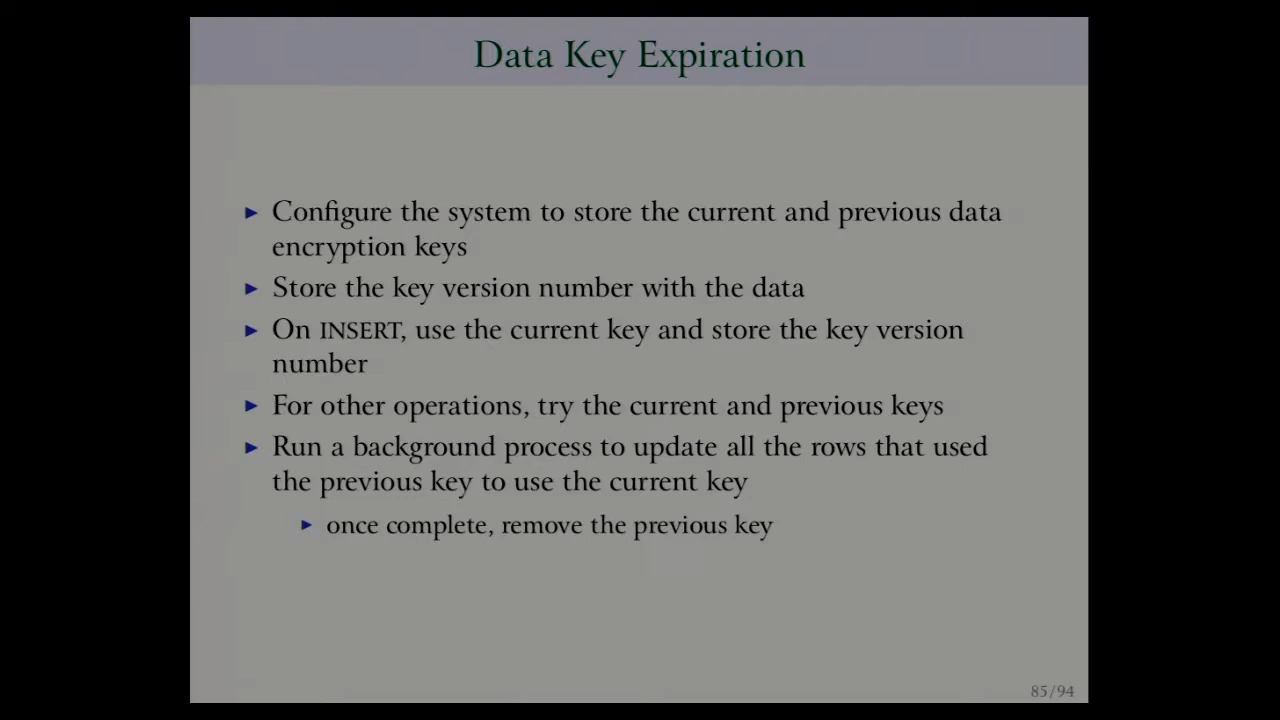 Data Key Expiration
Configure the system to store the current and previous data
encryption keys
Store the key version number with the data
On INSERT, use the current key and store the key version
number
For other operations, try the current and previous keys
Run a background process to update all the rows that used
the previous key to use the current key
once complete, remove the previous key
85/94